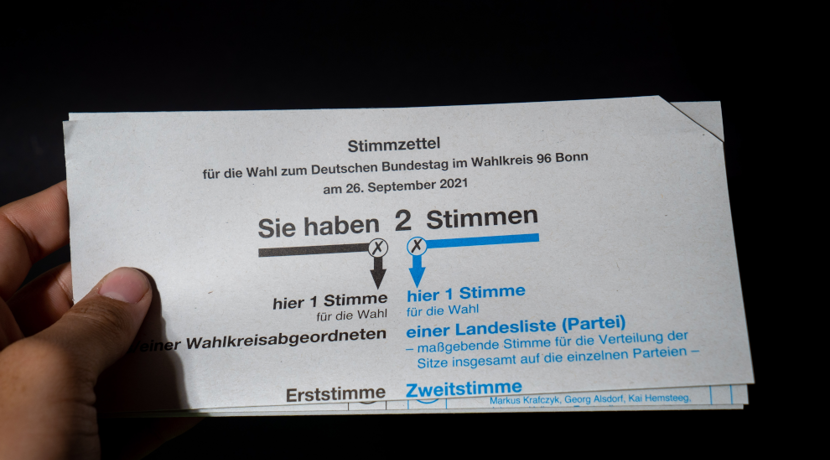 Stimmzettel
für die Wahl zum Deutschen Bundestag im Wahlkreis 96 Bonn
am 26. September 2021
Sie haben 2 Stimmen
X X
hier 1 Stimme
für die Wahl
einer Wahlkreisabgeordneten
Erststimme
hier 1 Stimme
für die Wahl
einer Landesliste (Partei)
– maßgebende Stimme für die Verteilung der
Sitze insgesamt auf die einzelnen Parteien –
Zweitstimme
Markus Krafczyk, Georg Alsdorf, Kai Hemsteeg,